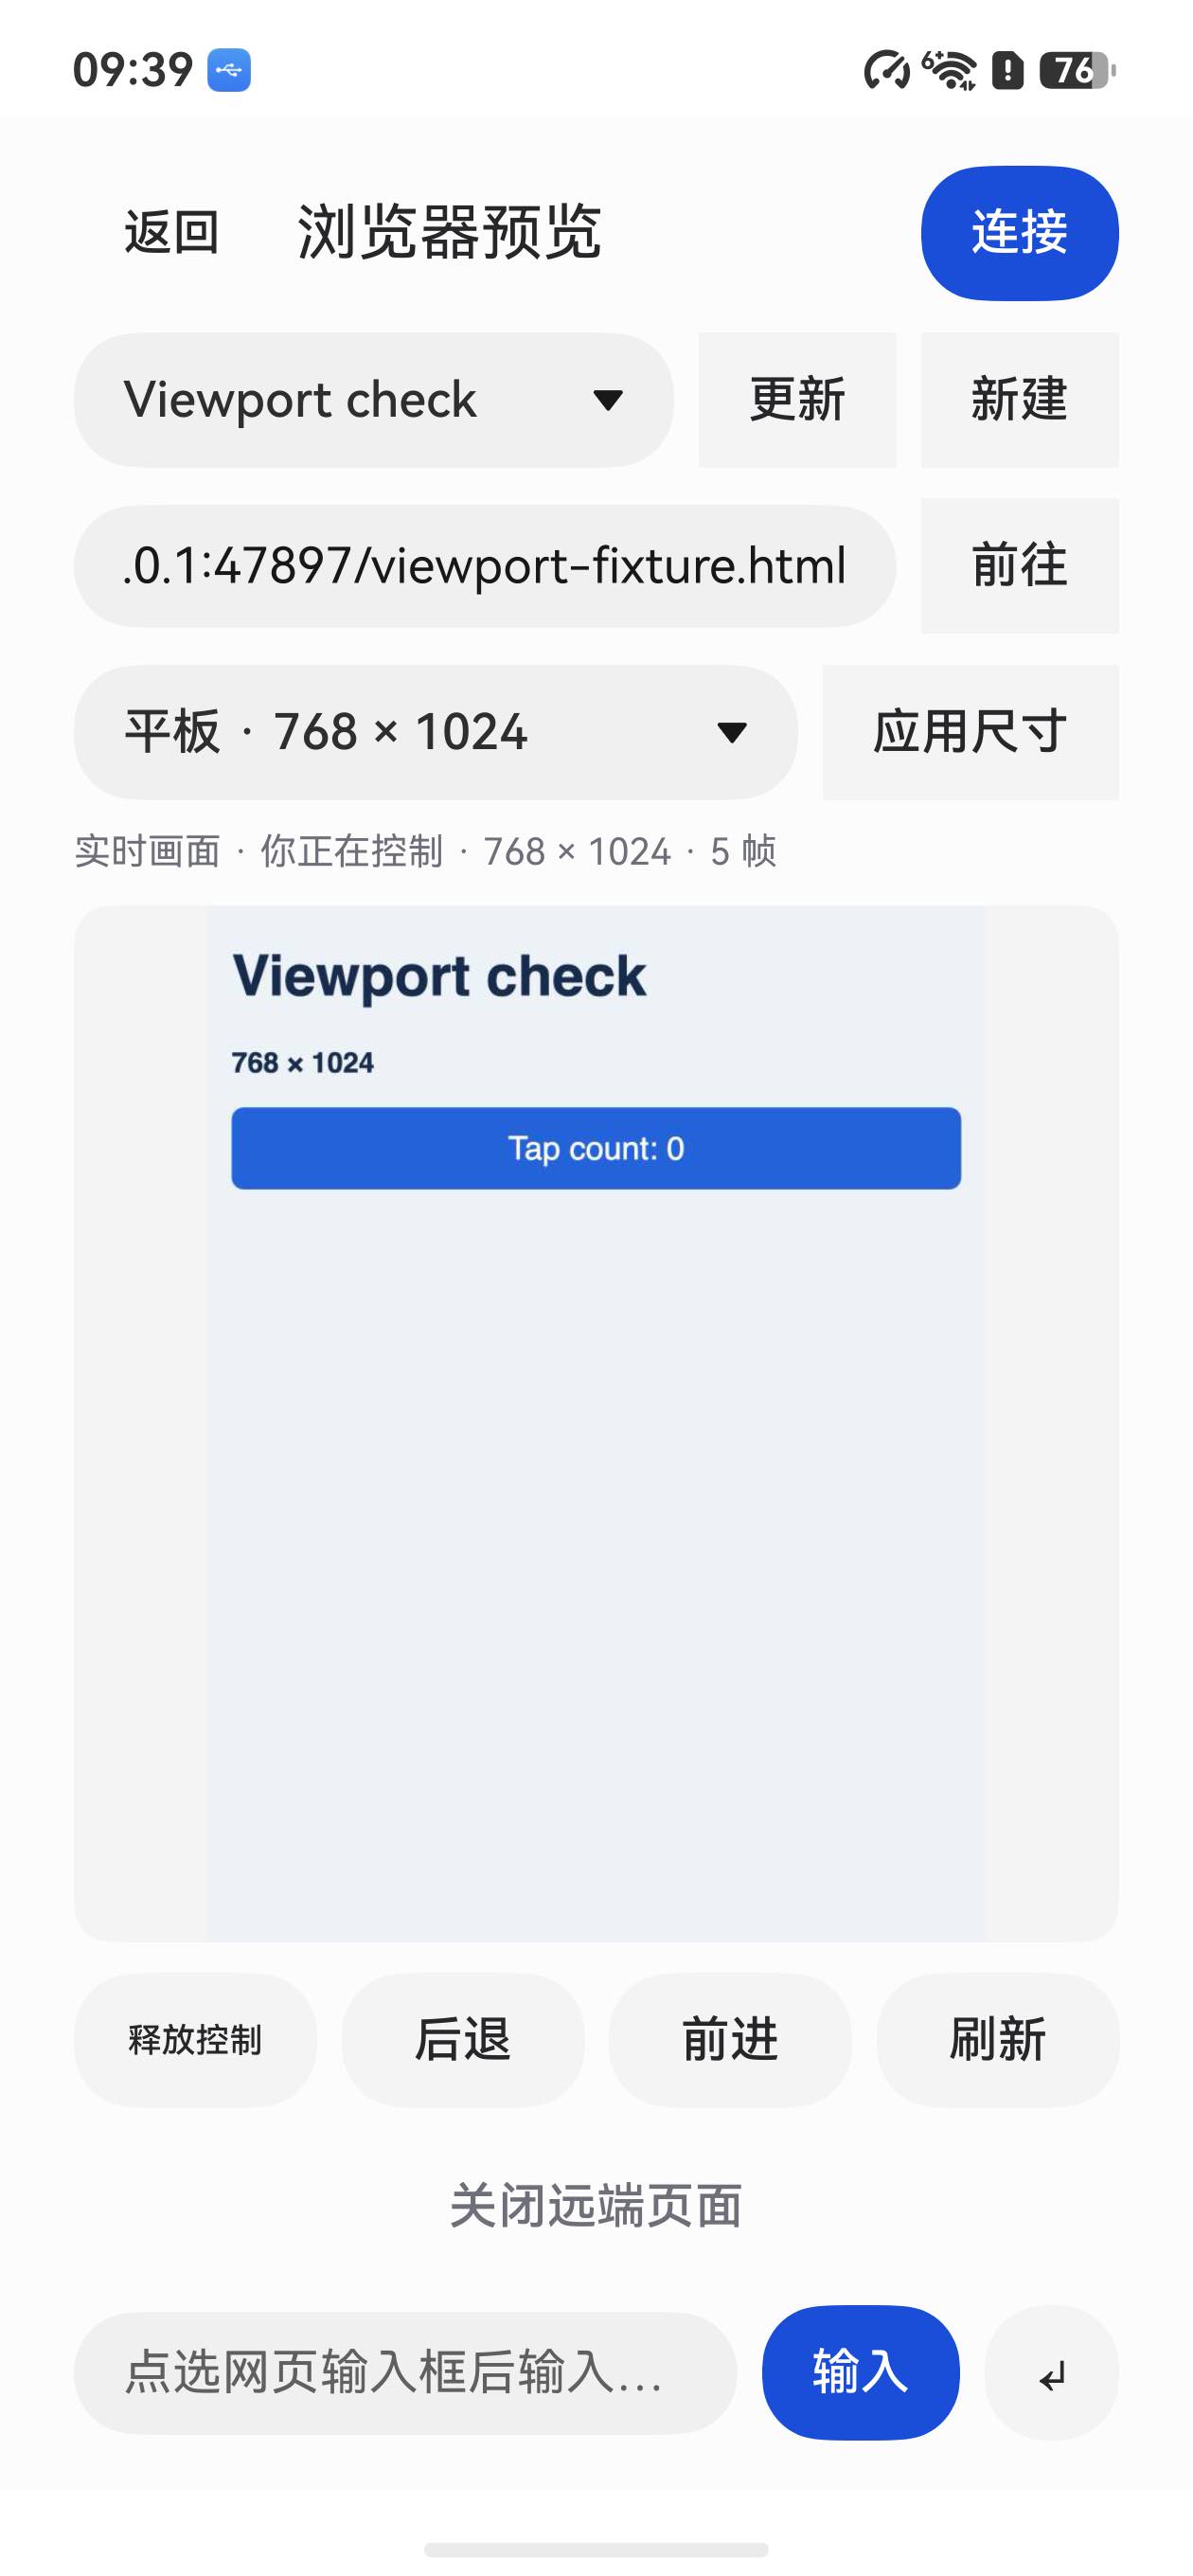 09:39
6+
76
返回 浏览器预览 连接
Viewport check 更新 新建
.0.1:47897/viewport-fixture.html 前往
平板 · 768 × 1024 应用尺寸
实时画面 · 你正在控制 · 768 × 1024 · 5 帧
Viewport check
768 × 1024
Tap count: 0
释放控制 后退 前进 刷新
关闭远端页面
点选网页输入框后输入... 输入 ↲